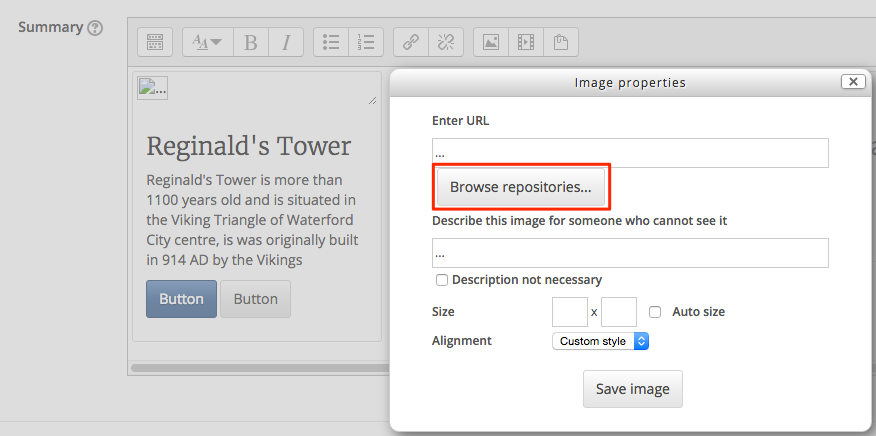 Summary ?
A A B I
Image properties
...
Enter URL
...
Reginald's Tower
Browse repositories...
Reginald's Tower is more than
1100 years old and is situated in
the Viking Triangle of Waterford
City centre, is was originally built
in 914 AD by the Vikings
Describe this image for someone who cannot see it
...
Description not necessary
Button Button
Size x Auto size
Alignment Custom style
Save image